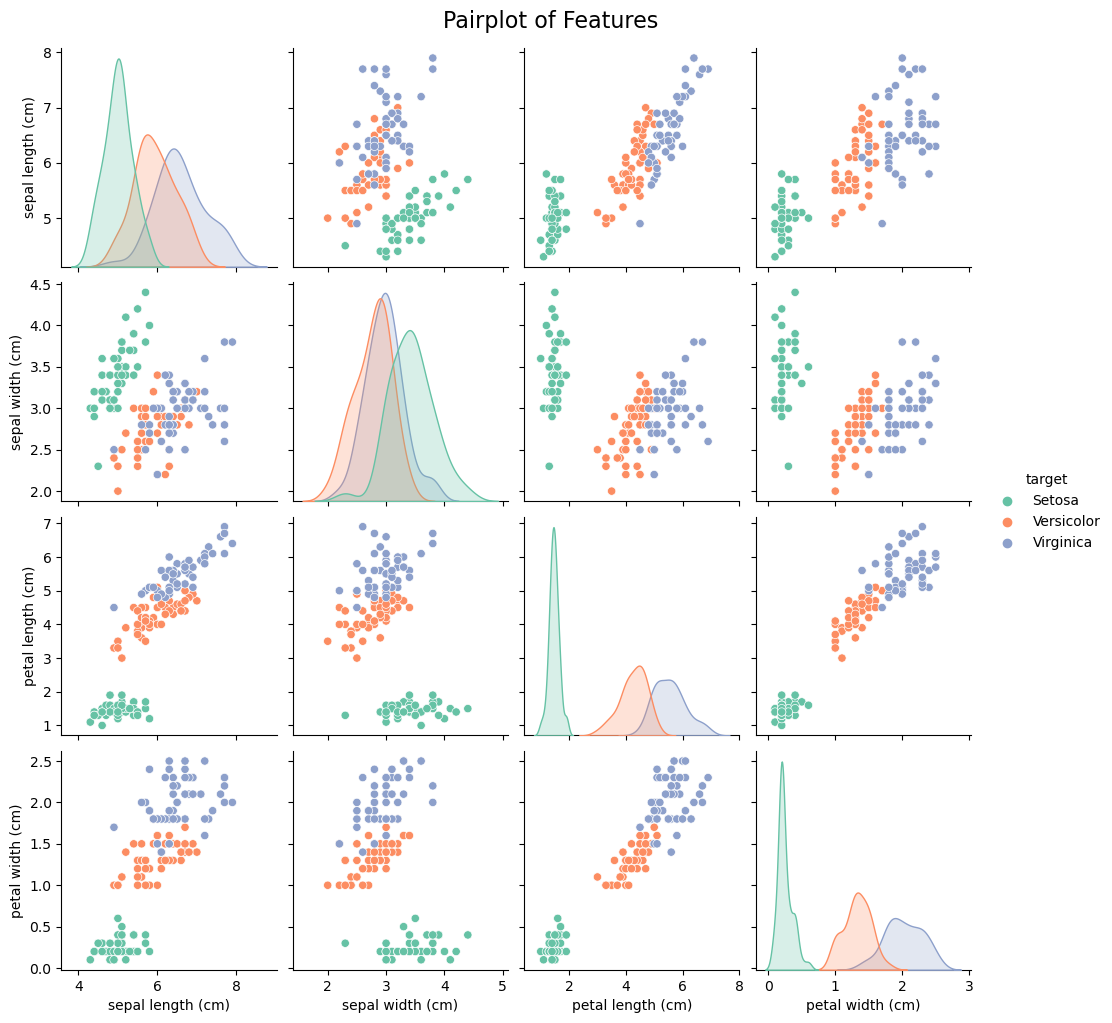 Pairplot of Features
8
7
6
5
sepal length (cm)
4.5
4.0
3.5
3.0
2.5
2.0
sepal width (cm)
target
Setosa
Versicolor
Virginica
7
6
5
4
3
2
1
petal length (cm)
2.5
2.0
1.5
1.0
0.5
0.0
petal width (cm)
4 6 8 2 3 4 5 2 4 6 8 0 1 2 3
sepal length (cm) sepal width (cm) petal length (cm) petal width (cm)